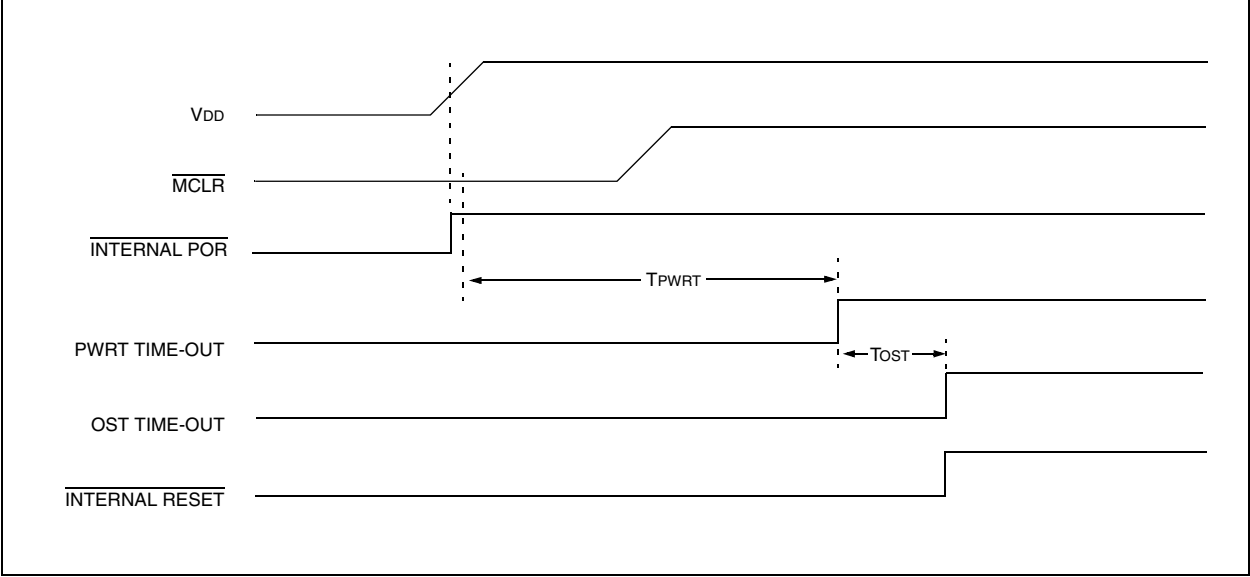 VDD
MCLR
INTERNAL POR
TPWRT
PWRT TIME-OUT
TOST
OST TIME-OUT
INTERNAL RESET